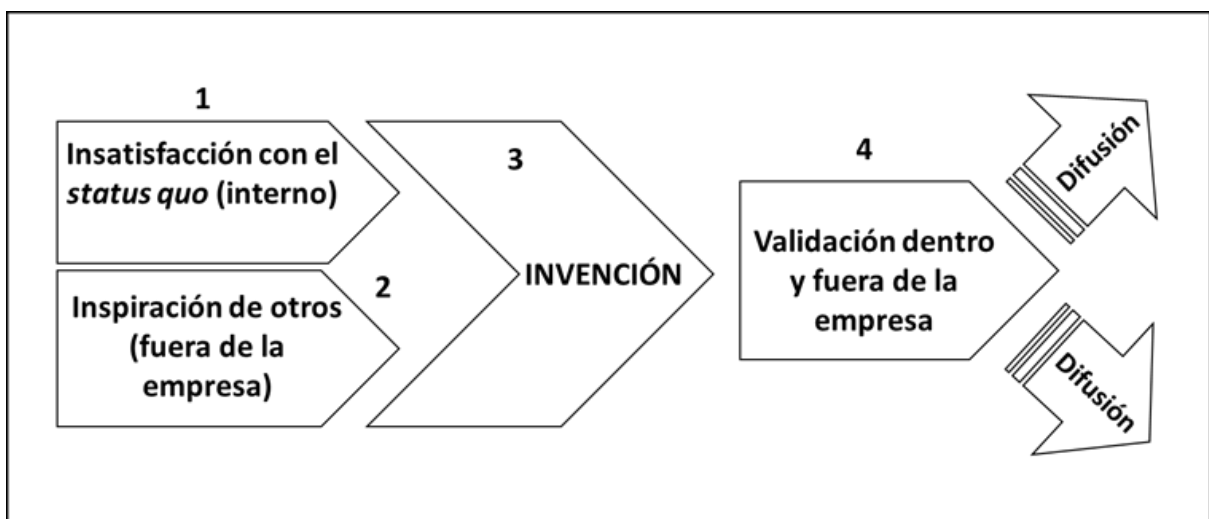 1
Insatisfacción con el
status quo (interno)
2
Inspiración de otros
(fuera de la
empresa)
3
INVENCIÓN
4
Validación dentro
y fuera de la
empresa
Difusión
Difusión